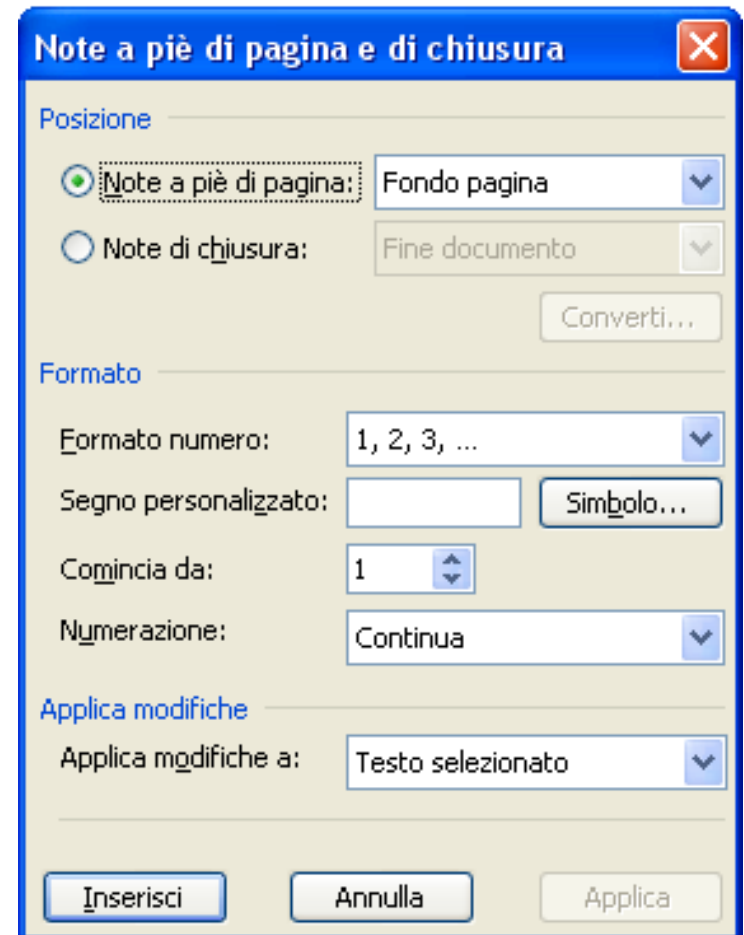 Note a piè di pagina e di chiusura
Posizione
Note a piè di pagina: Fondo pagina
Note di chiusura: Fine documento
Converti...
Formato
Formato numero: 1, 2, 3, ...
Segno personalizzato: Simbolo...
Comincia da: 1
Numerazione: Continua
Applica modifiche
Applica modifiche a: Testo selezionato
Inserisci Annulla Applica